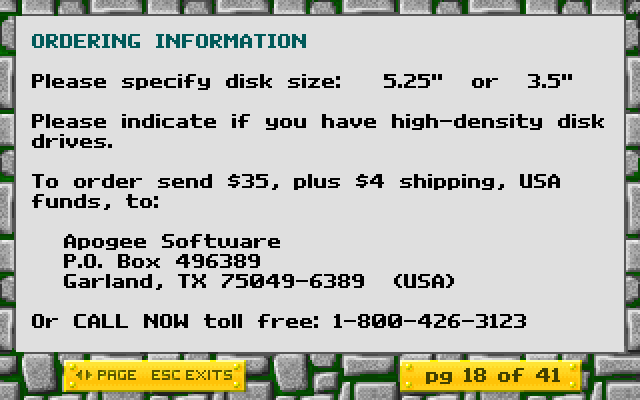 ORDERING INFORMATION
Please specify disk size: 5.25" or 3.5"
Please indicate if you have high-density disk
drives.
To order send $35, plus $4 shipping, USA
funds, to:
Apogee Software
P.O. Box 496389
Garland, TX 75049-6389 (USA)
Or CALL NOW toll free: 1-800-426-3123
PAGE ESC EXITS
pg 18 of 41